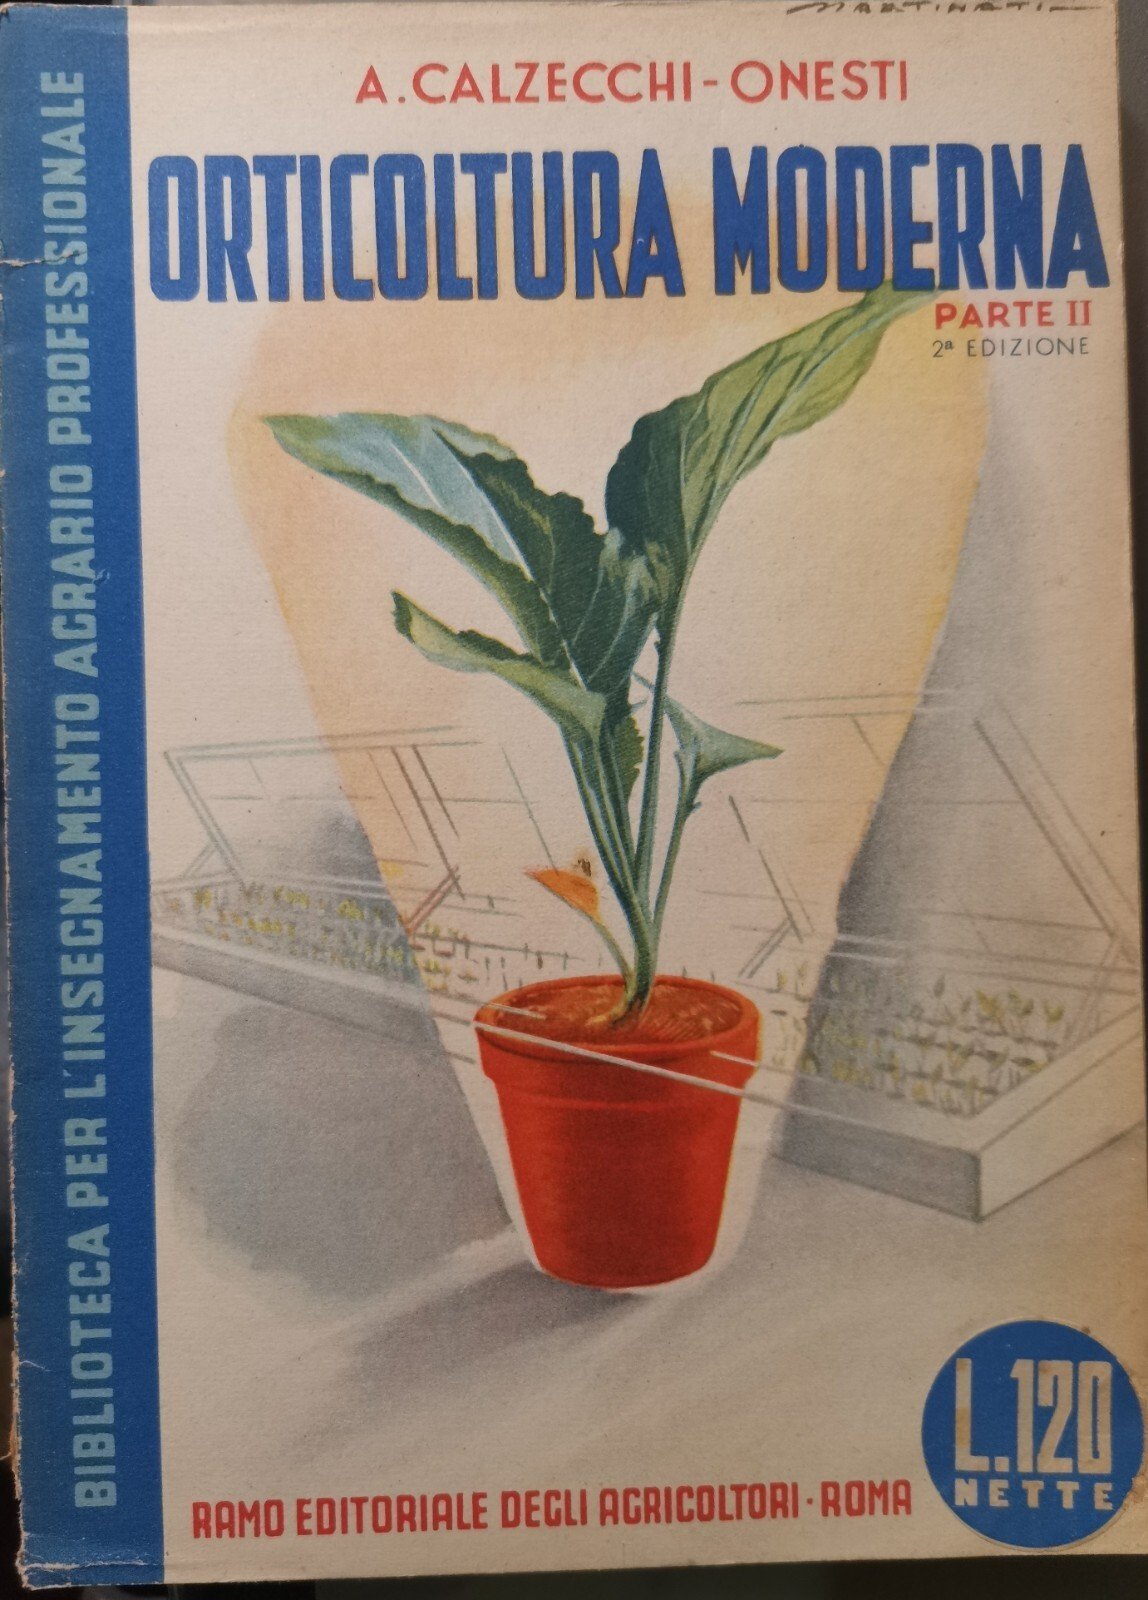 MARTINATI
A. CALZECCHI-ONESTI
ORTICOLTURA MODERNA
PARTE II
2ª EDIZIONE
BIBLIOTECA PER L'INSEGNAMENTO AGRARIO PROFESSIONALE
L.120
NETTE
RAMO EDITORIALE DEGLI AGRICOLTORI · ROMA